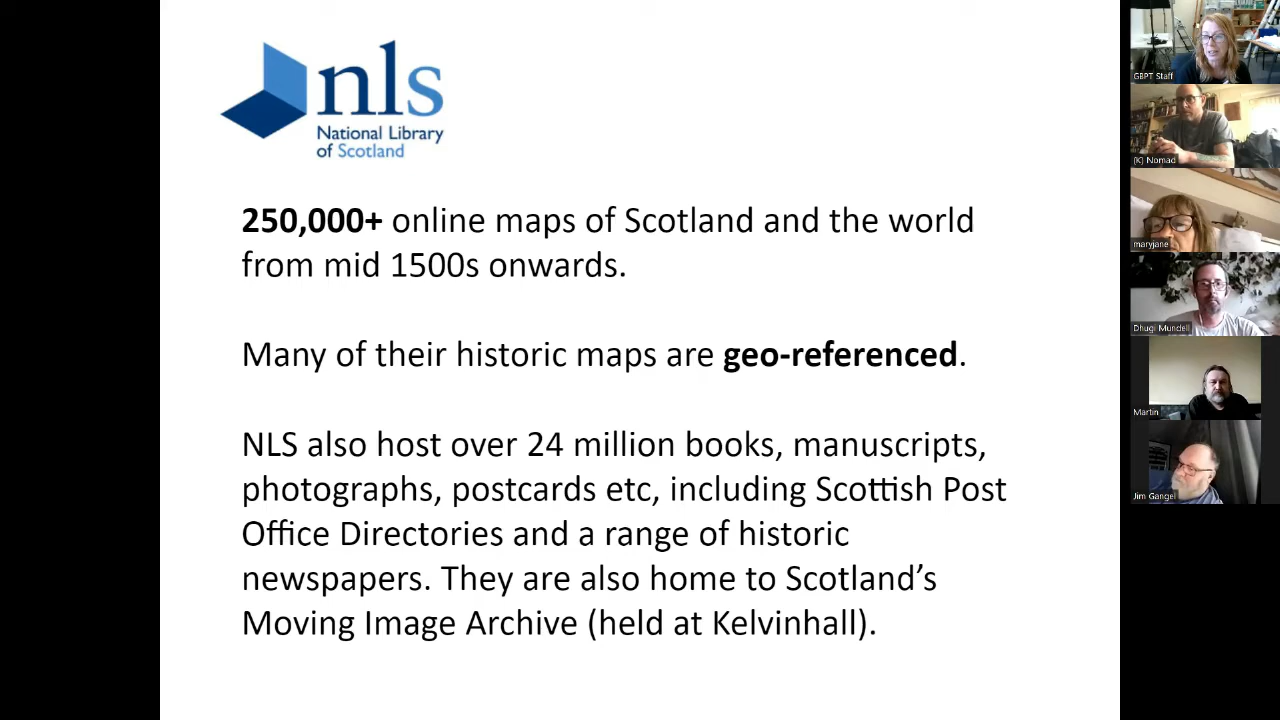 nls
National Library
of Scotland
250,000+ online maps of Scotland and the world
from mid 1500s onwards.
Many of their historic maps are geo-referenced.
NLS also host over 24 million books, manuscripts,
photographs, postcards etc, including Scottish Post
Office Directories and a range of historic
newspapers. They are also home to Scotland’s
Moving Image Archive (held at Kelvinhall).
GBPT Staff
(K) Nomad
maryjane
Dhugi Mundell
Martin
Jim Gangel